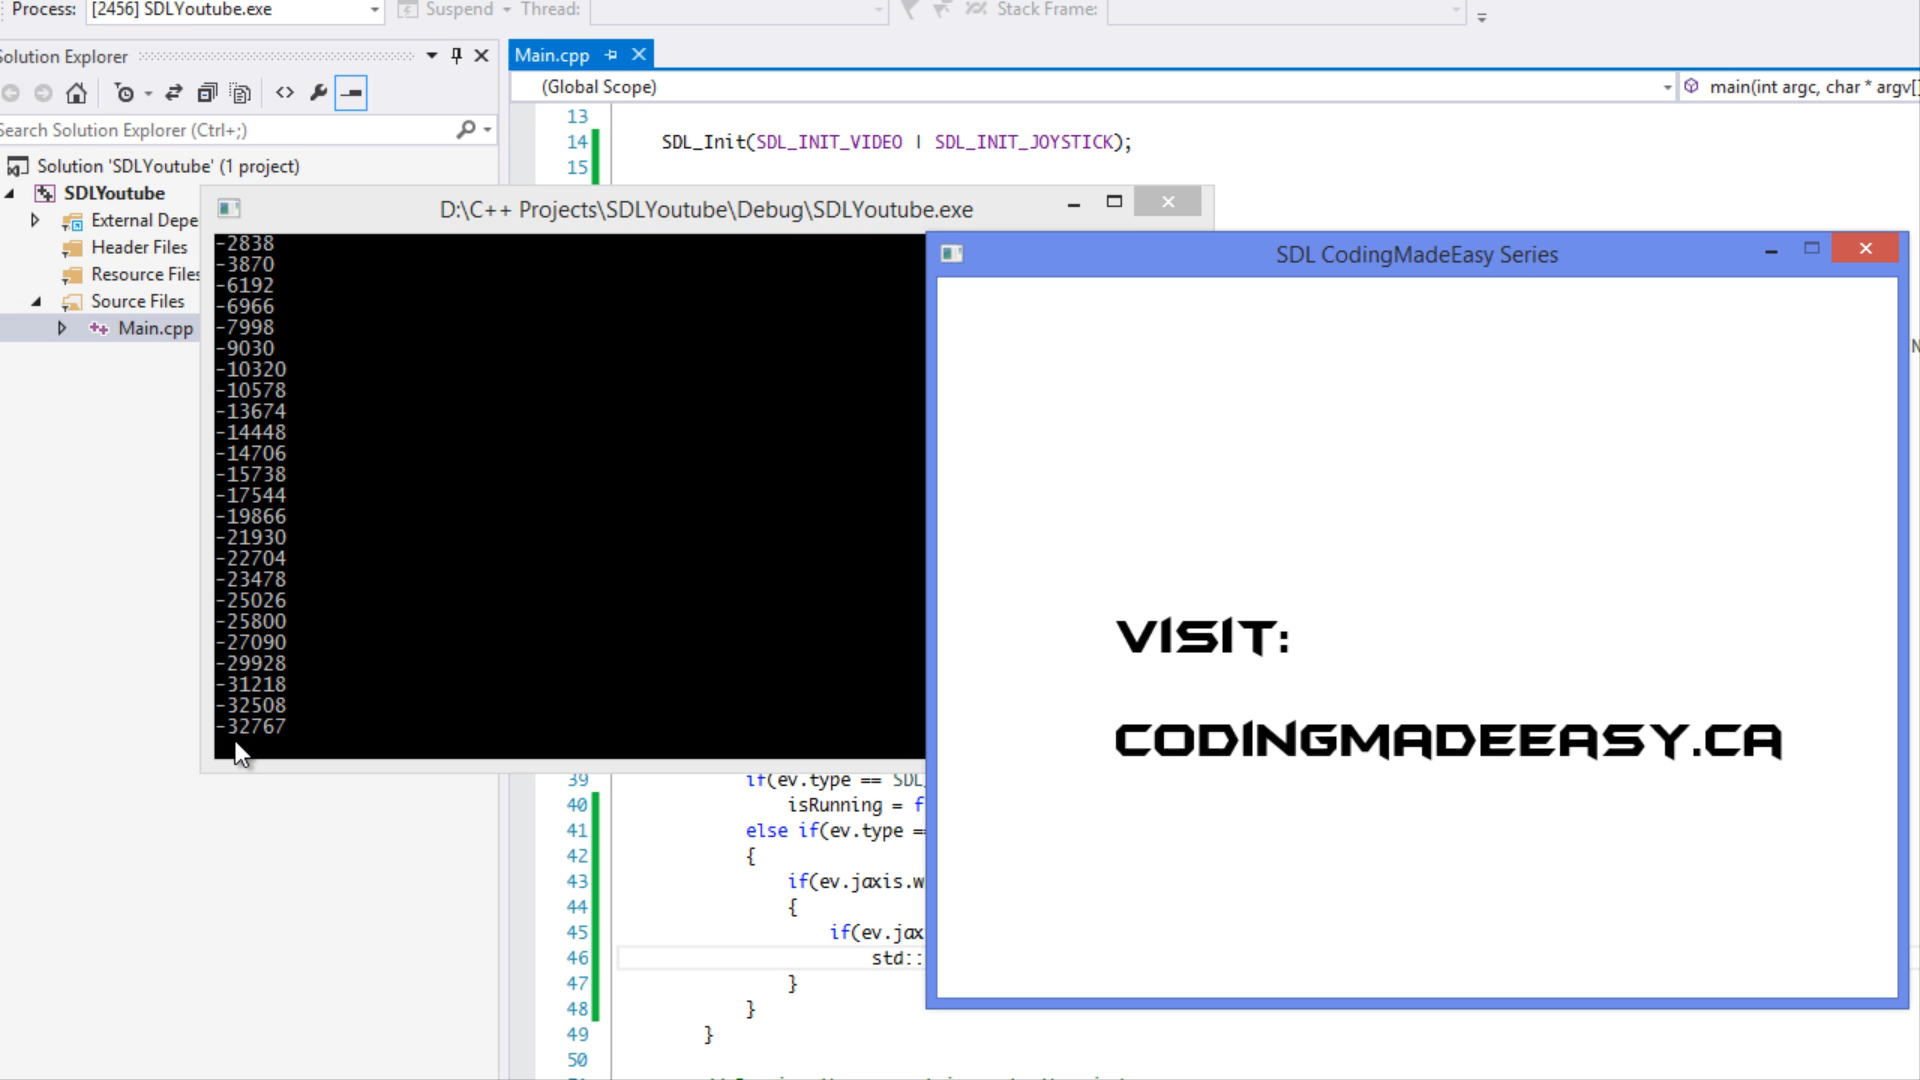 Process: [2456] SDLYoutube.exe Suspend Thread: Stack Frame:
Solution Explorer
Main.cpp
(Global Scope) main(int argc, char * argv[]
Search Solution Explorer (Ctrl+;)
Solution 'SDLYoutube' (1 project)
SDLYoutube
External Depe
Header Files
Resource Files
Source Files
Main.cpp
13
14 SDL_Init(SDL_INIT_VIDEO | SDL_INIT_JOYSTICK);
15
D:\C++ Projects\SDLYoutube\Debug\SDLYoutube.exe
-2838
-3870
-6192
-6966
-7998
-9030
-10320
-10578
-13674
-14448
-14706
-15738
-17544
-19866
-21930
-22704
-23478
-25026
-25800
-27090
-29928
-31218
-32508
-32767
SDL CodingMadeEasy Series
VISIT:
CODINGMADEEASY.CA
39 if(ev.type == SDL_
40 isRunning = f
41 else if(ev.type ==
42 {
43 if(ev.jaxis.w
44 {
45 if(ev.jax
46 std::
47 }
48 }
49 }
50